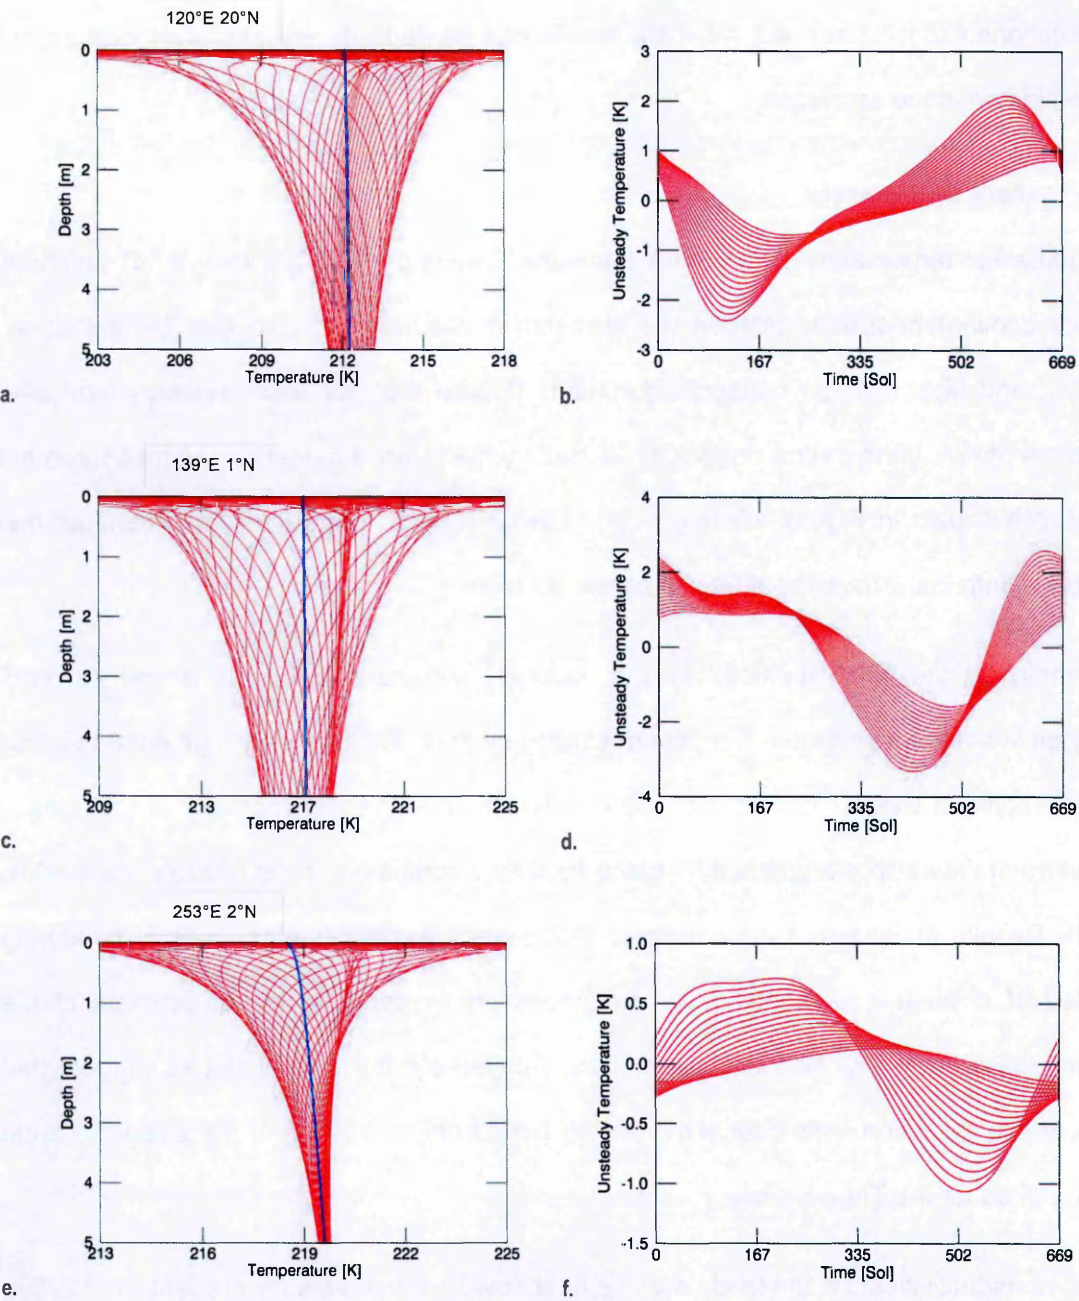 120°E 20°N
0
1
2
3
4
5
Depth [m]
203 206 209 212 215 218
Temperature [K]
a.
3
2
1
0
-1
-2
-3
Unsteady Temperature [K]
0 167 335 502 669
Time [Sol]
b.
139°E 1°N
0
1
2
3
4
5
Depth [m]
209 213 217 221 225
Temperature [K]
c.
4
2
0
-2
-4
Unsteady Temperature [K]
0 167 335 502 669
Time [Sol]
d.
253°E 2°N
0
1
2
3
4
5
Depth [m]
213 216 219 222 225
Temperature [K]
e.
1.0
0.5
0.0
-0.5
-1.0
-1.5
Unsteady Temperature [K]
0 167 335 502 669
Time [Sol]
f.